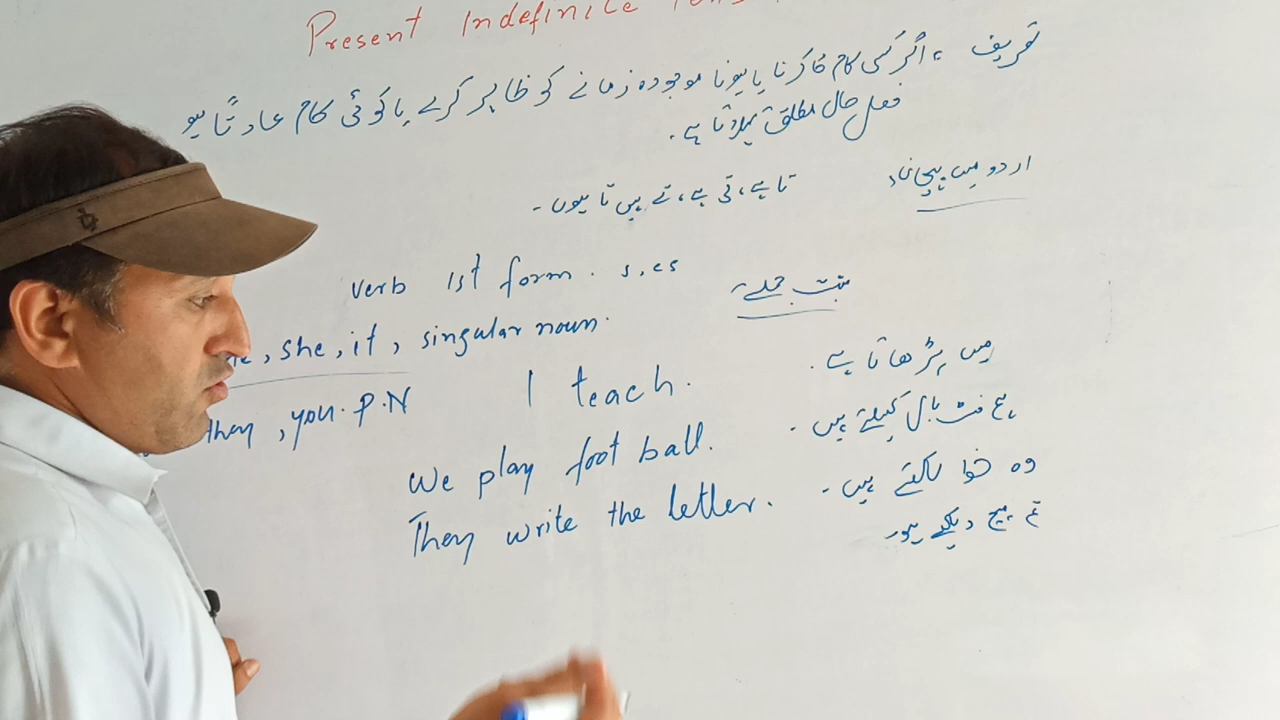 Present Indefinite
تعریف ، اگر کسی کام کا کرنا یا ہونا موجودہ زمانے کو ظاہر کرے یا کوئی کام عادتاً ہو
فعل حال مطلق کہلاتا ہے۔
اردو میں پہچان،
تا ہے، تی ہے، تے ہیں تا ہوں۔
verb 1st form . s, es
مثبت جملے۔
, she, it, singular noun.
میں پڑھاتا ہے.
I teach.
they , you. P.N
ہم فٹ بال کھیلتے ہیں۔
We play foot ball.
وہ خط لکھتے ہیں۔
They write the letter.
تم میچ دیکھتے ہو۔